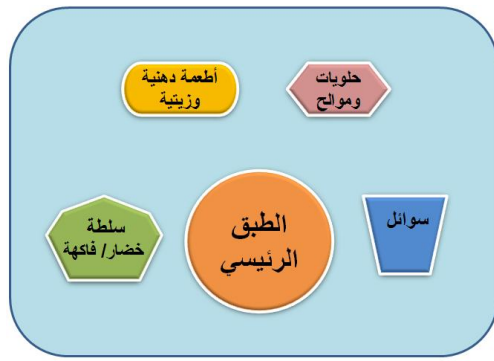 حلويات
وموالح
أطعمة دهنية
وزيتية
سوائل
الطبق
الرئيسي
سلطة
خضار/ فاكهة